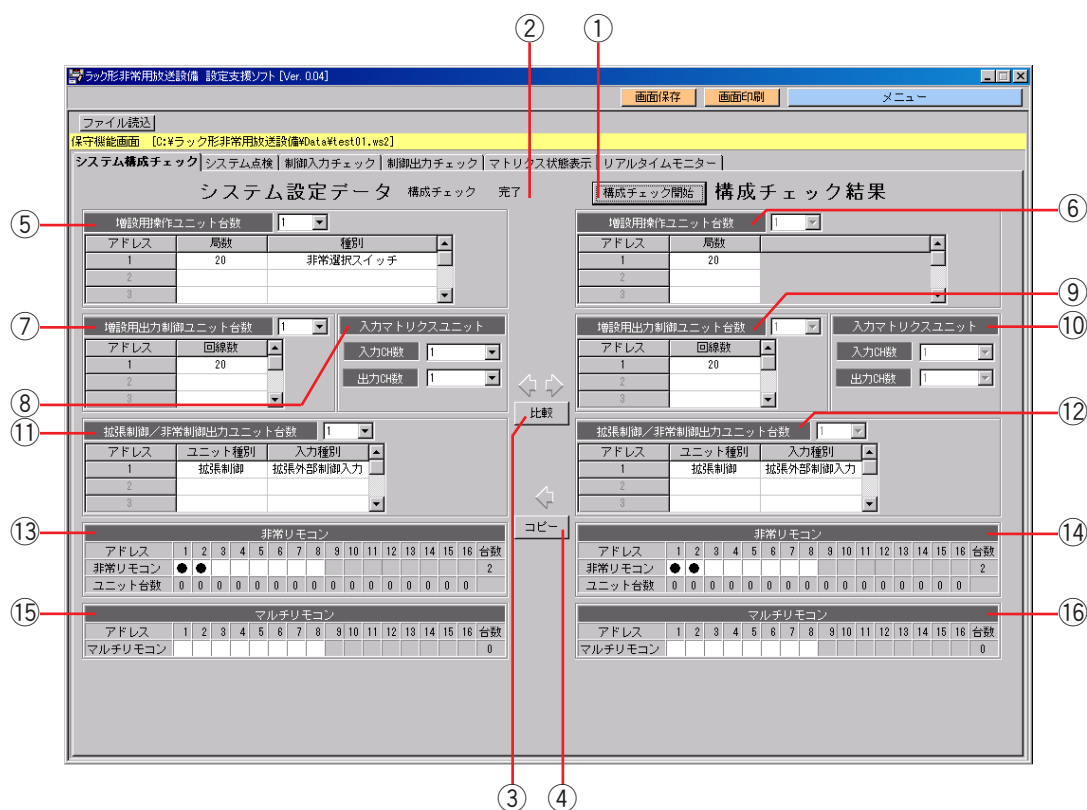 ② ①
ラック形非常用放送設備 設定支援ソフト [Ver. 0.04]
画面保存 画面印刷 メニュー
ファイル読込
保守機能画面 [C:¥ラック形非常用放送設備¥Data¥test01.ws2]
システム構成チェック システム点検 制御入力チェック 制御出力チェック マトリクス状態表示 リアルタイムモニター
システム設定データ 構成チェック 完了 構成チェック開始 構成チェック結果
⑤ 増設用操作ユニット台数 1
アドレス 局数 種別
1 20 非常選択スイッチ
2
3
増設用操作ユニット台数 1 ⑥
アドレス 局数
1 20
2
3
⑦ 増設用出力制御ユニット台数 1
アドレス 回線数
1 20
2
3
⑧ 入力マトリクスユニット
入力CH数 1
出力CH数 1
増設用出力制御ユニット台数 1 ⑨
アドレス 回線数
1 20
2
3
入力マトリクスユニット ⑩
入力CH数 1
出力CH数 1
比較
⑪ 拡張制御/非常制御出力ユニット台数 1
アドレス ユニット種別 入力種別
1 拡張制御 拡張外部制御入力
2
3
拡張制御/非常制御出力ユニット台数 1 ⑫
アドレス ユニット種別 入力種別
1 拡張制御 拡張外部制御入力
2
3
コピー
⑬ 非常リモコン
アドレス 1 2 3 4 5 6 7 8 9 10 11 12 13 14 15 16 台数
非常リモコン ● ● 2
ユニット台数 0 0 0 0 0 0 0 0 0 0 0 0 0 0 0 0
非常リモコン ⑭
アドレス 1 2 3 4 5 6 7 8 9 10 11 12 13 14 15 16 台数
非常リモコン ● ● 2
ユニット台数 0 0 0 0 0 0 0 0 0 0 0 0 0 0 0 0
⑮ マルチリモコン
アドレス 1 2 3 4 5 6 7 8 9 10 11 12 13 14 15 16 台数
マルチリモコン 0
マルチリモコン ⑯
アドレス 1 2 3 4 5 6 7 8 9 10 11 12 13 14 15 16 台数
マルチリモコン 0
③ ④